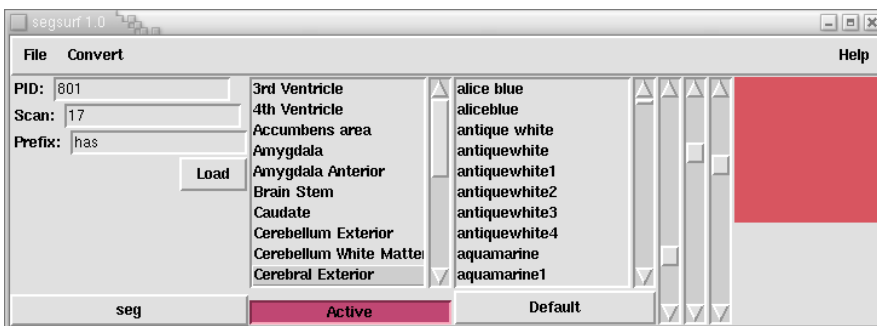 segsurf 1.0
File Convert Help
PID: 801
Scan: 17
Prefix: has
Load
3rd Ventricle
4th Ventricle
Accumbens area
Amygdala
Amygdala Anterior
Brain Stem
Caudate
Cerebellum Exterior
Cerebellum White Matter
Cerebral Exterior
alice blue
aliceblue
antique white
antiquewhite
antiquewhite1
antiquewhite2
antiquewhite3
antiquewhite4
aquamarine
aquamarine1
seg
Active
Default